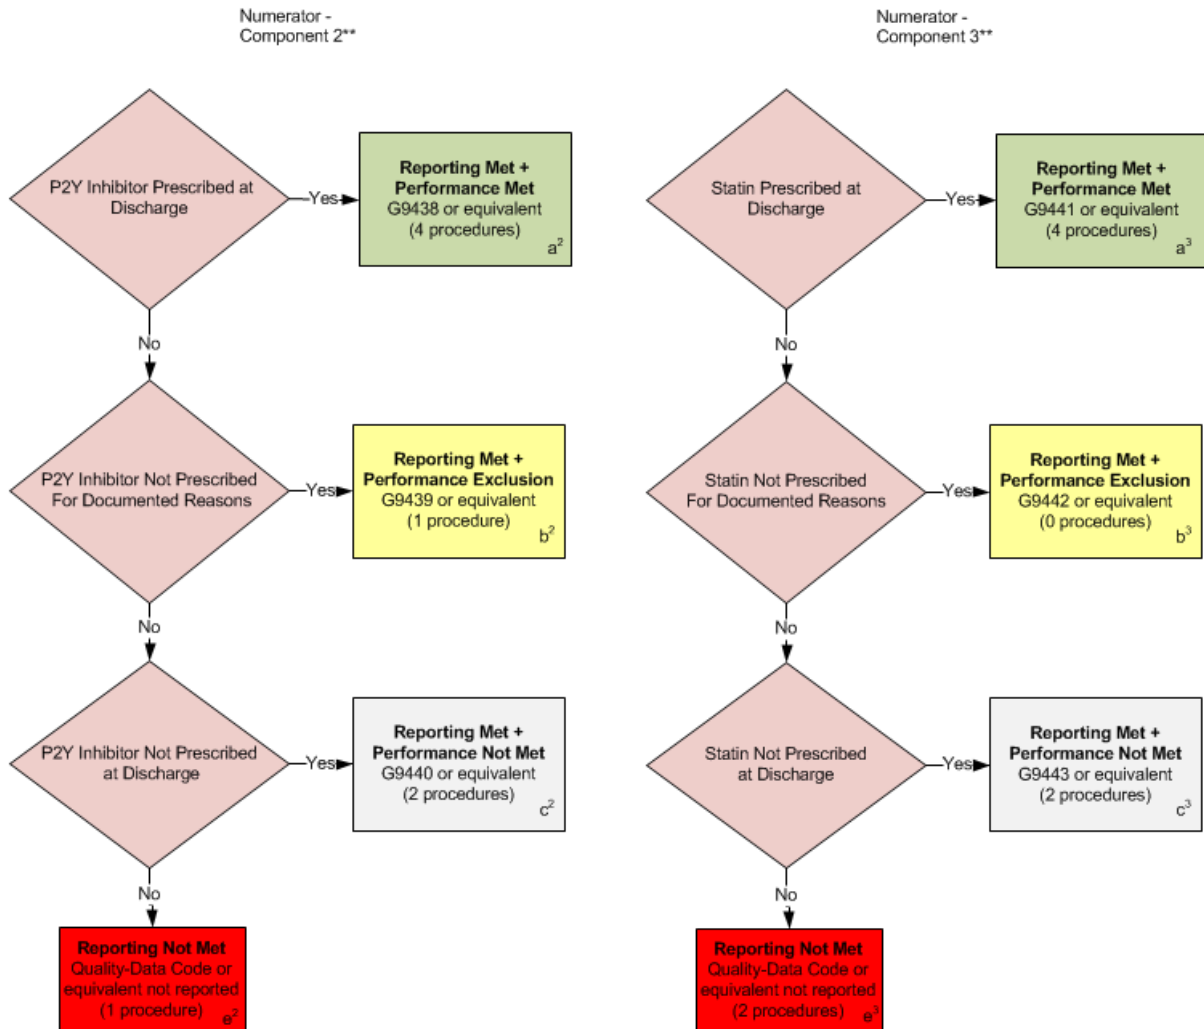 Numerator -
Component 2**
P2Y Inhibitor Prescribed at
Discharge
Yes
Reporting Met +
Performance Met
G9438 or equivalent
(4 procedures)
a²
No
P2Y Inhibitor Not Prescribed
For Documented Reasons
Yes
Reporting Met +
Performance Exclusion
G9439 or equivalent
(1 procedure)
b²
No
P2Y Inhibitor Not Prescribed
at Discharge
Yes
Reporting Met +
Performance Not Met
G9440 or equivalent
(2 procedures)
c²
No
Reporting Not Met
Quality-Data Code or
equivalent not reported
(1 procedure)
e²
Numerator -
Component 3**
Statin Prescribed at
Discharge
Yes
Reporting Met +
Performance Met
G9441 or equivalent
(4 procedures)
a³
No
Statin Not Prescribed
For Documented Reasons
Yes
Reporting Met +
Performance Exclusion
G9442 or equivalent
(0 procedures)
b³
No
Statin Not Prescribed
at Discharge
Yes
Reporting Met +
Performance Not Met
G9443 or equivalent
(2 procedures)
c³
No
Reporting Not Met
Quality-Data Code or
equivalent not reported
(2 procedures)
e³